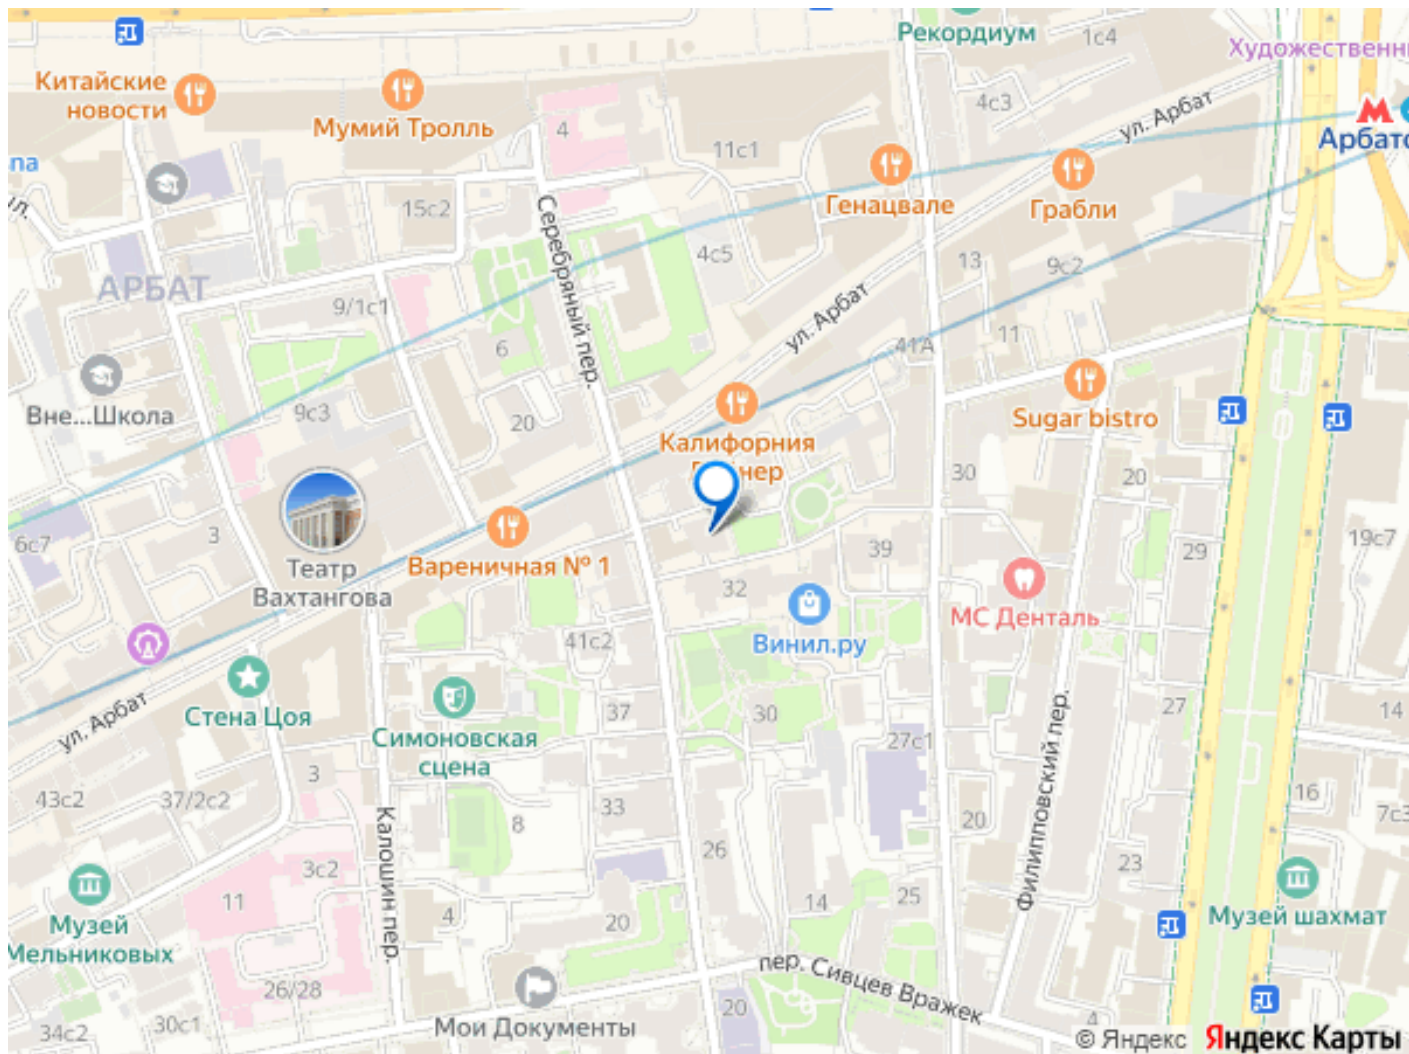 Рекордиум
1с4
Художественн
Китайские
новости
Мумий Тролль
4
4с3
ул. Арбат
Арбатс
11с1
па
ул.
15с2
Серебряный пер.
Генацвале
Грабли
АРБАТ
4с5
13
9с2
9/1с1
ул. Арбат
6
11
41А
Вне...Школа
9с3
20
Калифорния
Sugar bistro
30
20
6с7
3
Театр
Вахтангова
Вареничная № 1
39
19с7
29
32
МС Денталь
Винил.ру
41с2
ул. Арбат
Стена Цоя
Симоновская
сцена
37
30
27с1
Филипповский пер.
27
14
3
43с2
37/2с2
Калошин пер.
8
33
20
16
7с3
26
3с2
23
11
4
20
14
25
Музей
Мельниковых
Музей шахмат
пер. Сивцев Вражек
26/28
Мои Документы
20
34с2
30с1
4
© Яндекс Яндекс Карты